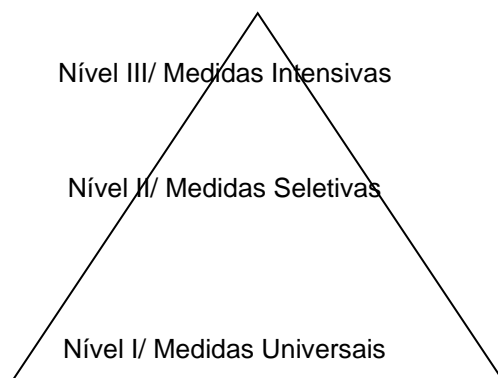 Nível III/ Medidas Intensivas
Nível II/ Medidas Seletivas
Nível I/ Medidas Universais